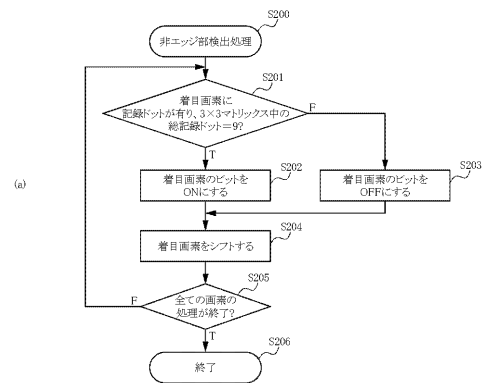 S200
非エッジ部検出処理
S201
着目画素に
記録ドットが有り、3×3マトリックス中の
総記録ドット=9?
F
T
(a)
S202
着目画素のビットを
ONにする
S203
着目画素のビットを
OFFにする
S204
着目画素をシフトする
S205
全ての画素の
処理が終了?
F
T
S206
終了